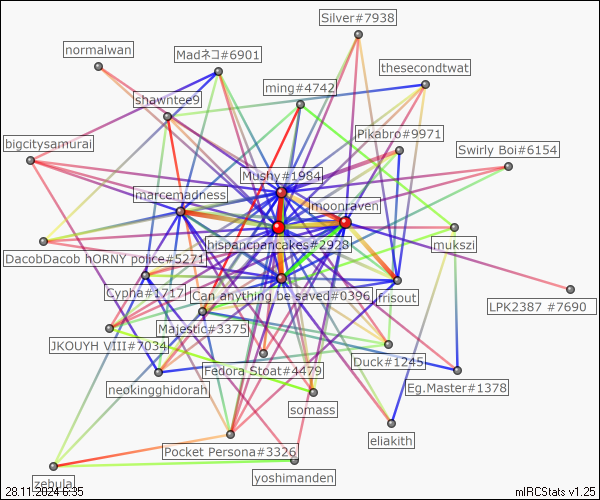 Silver#7938
normalwan
Madネコ#6901
thesecondtwat
ming#4742
shawntee9
Pikabro#9971
bigcitysamurai
Swirly Boi#6154
Mushy#1984
marcemadness
moonraven
hispancpancakes#2928
mukszi
DacobDacob hORNY police#5271
Cypha#1717
Can anything be saved#0396
frisout
LPK2387 #7690
Majestic#3375
JKOUYH VIII#7034
Duck#1245
Fedora Stoat#4479
Eg.Master#1378
neokingghidorah
somass
eliakith
Pocket Persona#3326
zebula
yoshimanden
28.11.2024 6:35
mIRCStats v1.25